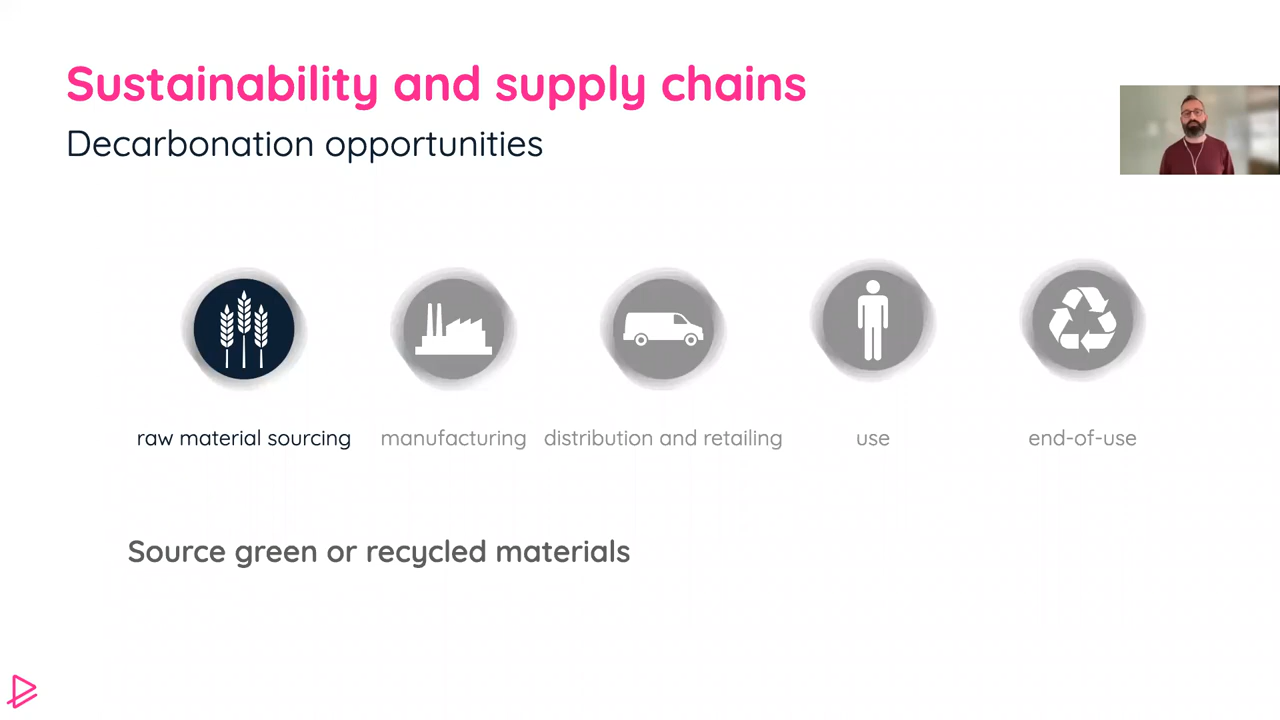 Sustainability and supply chains
Decarbonation opportunities
raw material sourcing
manufacturing
distribution and retailing
use
end-of-use
Source green or recycled materials